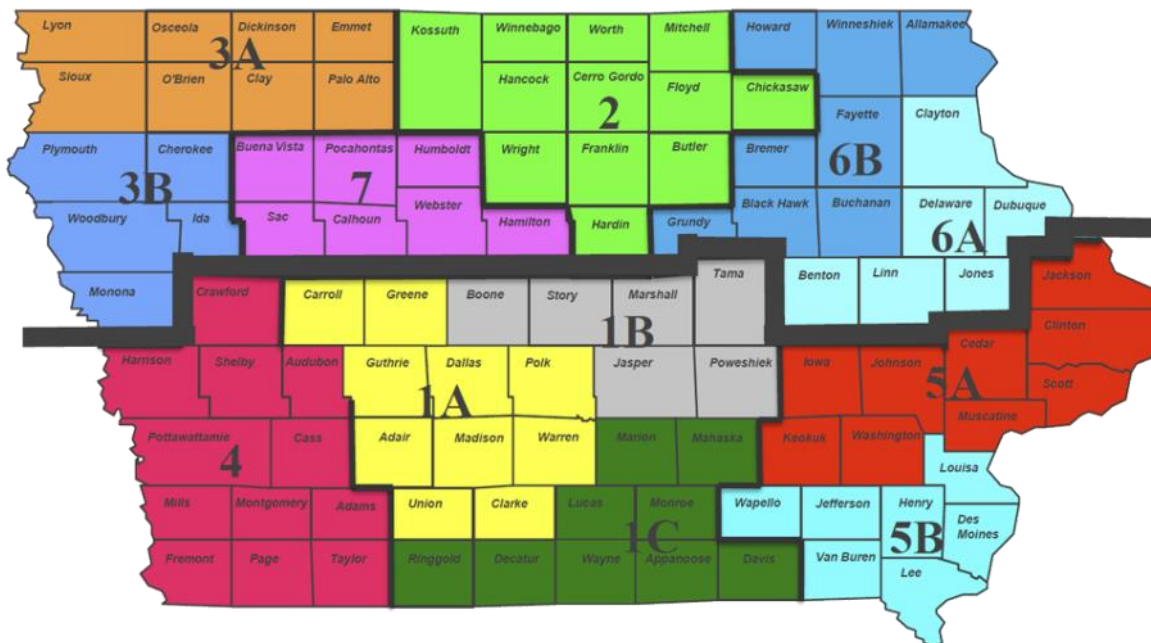 Lyon
Osceola
Dickinson
Emmet
Kossuth
Winnebago
Worth
Mitchell
Howard
Winneshiek
Allamakee
3A
Sioux
O'Brien
Clay
Palo Alto
Hancock
Cerro Gordo
Floyd
Chickasaw
2
Fayette
Clayton
Plymouth
Cherokee
Buena Vista
Pocahontas
Humboldt
Wright
Franklin
Butler
Bremer
6B
3B
7
Woodbury
Ida
Sac
Calhoun
Webster
Hamilton
Hardin
Grundy
Black Hawk
Buchanan
Delaware
Dubuque
6A
Monona
Crawford
Carroll
Greene
Boone
Story
Marshall
Tama
Benton
Linn
Jones
Jackson
1B
Clinton
Harrison
Shelby
Audubon
Guthrie
Dallas
Polk
Jasper
Poweshiek
Iowa
Johnson
Cedar
Scott
1A
5A
Muscatine
Pottawattamie
Cass
Adair
Madison
Warren
Marion
Mahaska
Keokuk
Washington
Louisa
4
Mills
Montgomery
Adams
Union
Clarke
Lucas
Monroe
Wapello
Jefferson
Henry
Des
Moines
1C
5B
Fremont
Page
Taylor
Ringgold
Decatur
Wayne
Appanoose
Davis
Van Buren
Lee